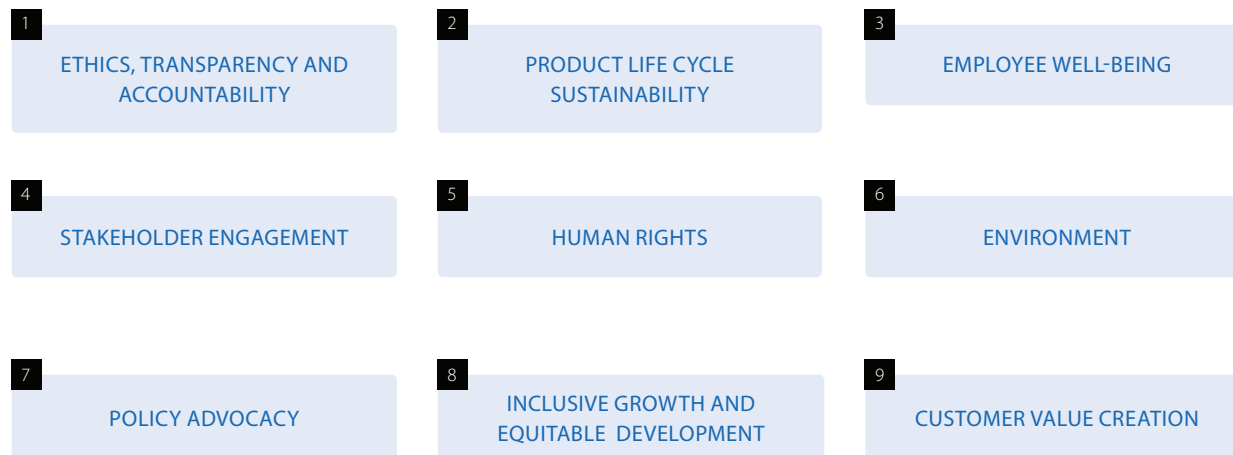 1
ETHICS, TRANSPARENCY AND
ACCOUNTABILITY
2
PRODUCT LIFE CYCLE
SUSTAINABILITY
3
EMPLOYEE WELL-BEING
4
STAKEHOLDER ENGAGEMENT
5
HUMAN RIGHTS
6
ENVIRONMENT
7
POLICY ADVOCACY
8
INCLUSIVE GROWTH AND
EQUITABLE DEVELOPMENT
9
CUSTOMER VALUE CREATION